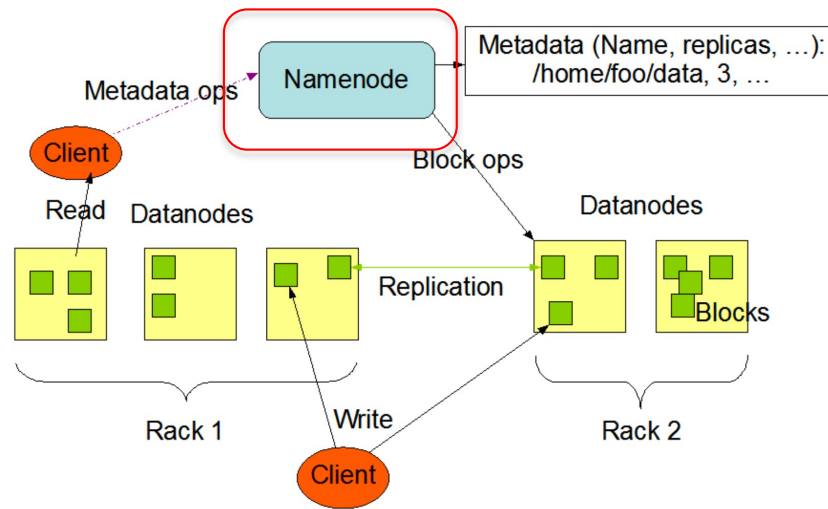 Metadata (Name, replicas, …):
/home/foo/data, 3, …
Namenode
Metadata ops
Client
Block ops
Read
Datanodes
Datanodes
Replication
Blocks
Rack 1
Write
Rack 2
Client